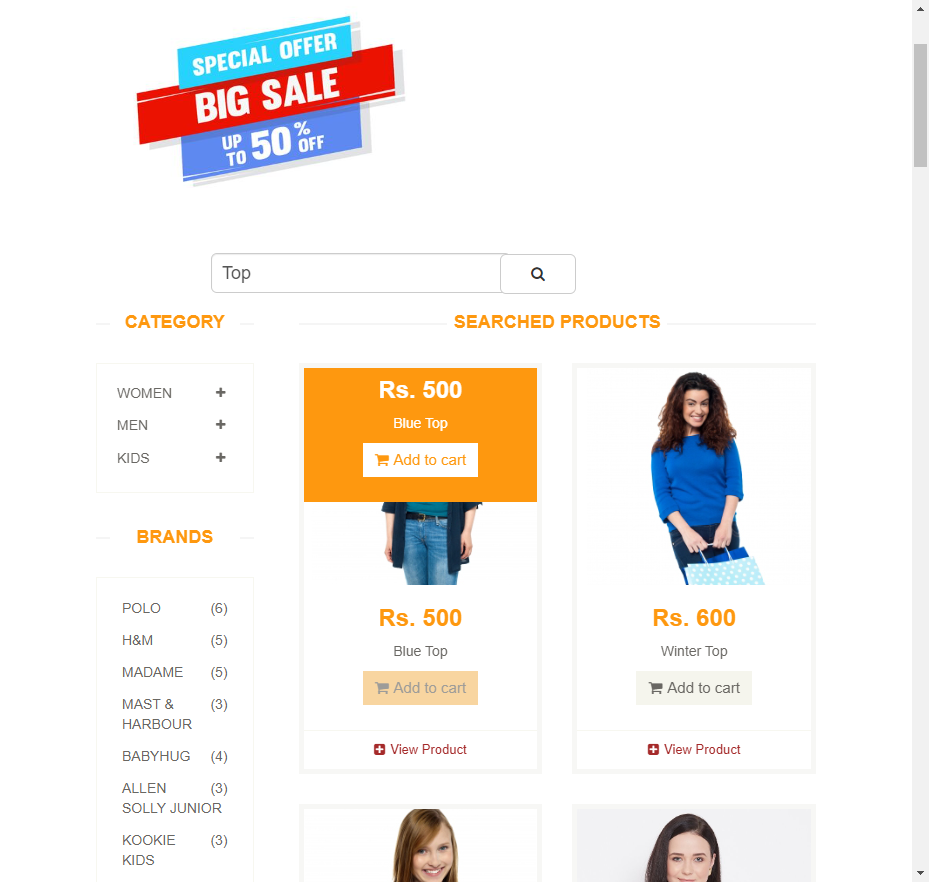 SPECIAL OFFER
BIG SALE
UP TO 50% OFF
Top
CATEGORY
WOMEN
MEN
KIDS
BRANDS
POLO (6)
H&M (5)
MADAME (5)
MAST & (3)
HARBOUR
BABYHUG (4)
ALLEN (3)
SOLLY JUNIOR
KOOKIE (3)
KIDS
SEARCHED PRODUCTS
Rs. 500
Blue Top
Add to cart
Rs. 500
Blue Top
Add to cart
View Product
Rs. 600
Winter Top
Add to cart
View Product